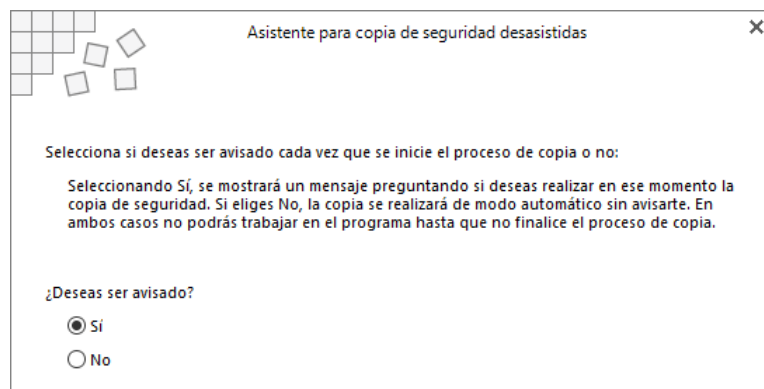 Asistente para copia de seguridad desasistidas
Selecciona si deseas ser avisado cada vez que se inicie el proceso de copia o no:
Seleccionando Sí, se mostrará un mensaje preguntando si deseas realizar en ese momento la
copia de seguridad. Si eliges No, la copia se realizará de modo automático sin avisarte. En
ambos casos no podrás trabajar en el programa hasta que no finalice el proceso de copia.
¿Deseas ser avisado?
Sí
No